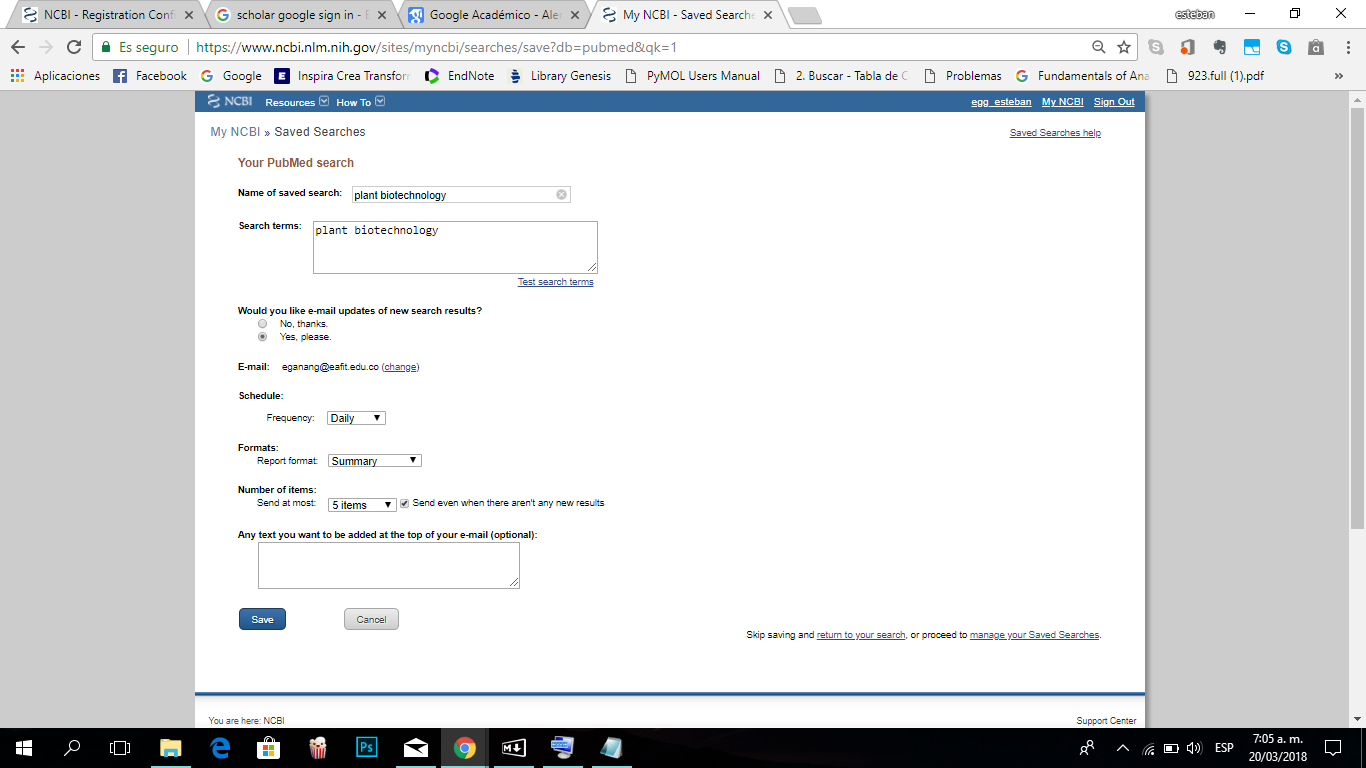 NCBI - Registration Confi
scholar google sign in - B
Google Académico - Aler
My NCBI - Saved Searche
esteban
Es seguro
https://www.ncbi.nlm.nih.gov/sites/myncbi/searches/save?db=pubmed&qk=1
Aplicaciones Facebook Google Inspira Crea Transform EndNote Library Genesis PyMOL Users Manual 2. Buscar - Tabla de C Problemas Fundamentals of Ana 923.full (1).pdf »
NCBI Resources How To egg_esteban My NCBI Sign Out
My NCBI » Saved Searches Saved Searches help
Your PubMed search
Name of saved search: plant biotechnology
Search terms: plant biotechnology
Test search terms
Would you like e-mail updates of new search results?
No, thanks.
Yes, please.
E-mail: eganang@eafit.edu.co (change)
Schedule:
Frequency: Daily
Formats:
Report format: Summary
Number of items:
Send at most: 5 items Send even when there aren't any new results
Any text you want to be added at the top of your e-mail (optional):
Save Cancel
Skip saving and return to your search, or proceed to manage your Saved Searches.
You are here: NCBI Support Center
Ps
ESP
7:05 a. m.
20/03/2018